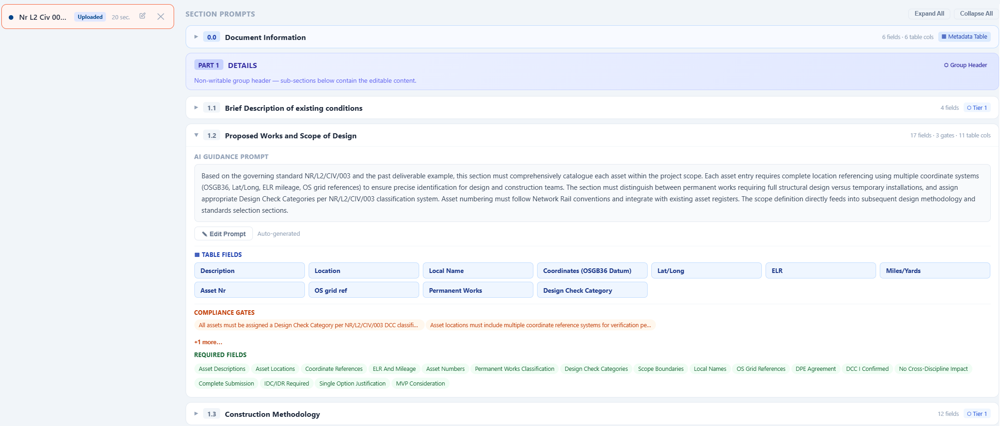 Nr L2 Civ 00... Uploaded 20 sec.
SECTION PROMPTS Expand All Collapse All
0.0 Document Information 6 fields · 6 table cols Metadata Table
PART 1 DETAILS Group Header
Non-writable group header — sub-sections below contain the editable content.
1.1 Brief Description of existing conditions 4 fields Tier 1
1.2 Proposed Works and Scope of Design 17 fields · 3 gates · 11 table cols
AI GUIDANCE PROMPT
Based on the governing standard NR/L2/CIV/003 and the past deliverable example, this section must comprehensively catalogue each asset within the project scope. Each asset entry requires complete location referencing using multiple coordinate systems
(OSGB36, Lat/Long, ELR mileage, OS grid references) to ensure precise identification for design and construction teams. The section must distinguish between permanent works requiring full structural design versus temporary installations, and assign
appropriate Design Check Categories per NR/L2/CIV/003 classification system. Asset numbering must follow Network Rail conventions and integrate with existing asset registers. The scope definition directly feeds into subsequent design methodology and
standards selection sections.
Edit Prompt Auto-generated
TABLE FIELDS
Description Location Local Name Coordinates (OSGB36 Datum) Lat/Long ELR Miles/Yards
Asset Nr OS grid ref Permanent Works Design Check Category
COMPLIANCE GATES
All assets must be assigned a Design Check Category per NR/L2/CIV/003 DCC classifi... Asset locations must include multiple coordinate reference systems for verification pe...
+1 more...
REQUIRED FIELDS
Asset Descriptions Asset Locations Coordinate References ELR And Mileage Asset Numbers Permanent Works Classification Design Check Categories Scope Boundaries Local Names OS Grid References DPE Agreement DCC I Confirmed No Cross-Discipline Impact
Complete Submission IDC/IDR Required Single Option Justification MVP Consideration
1.3 Construction Methodology 12 fields Tier 1